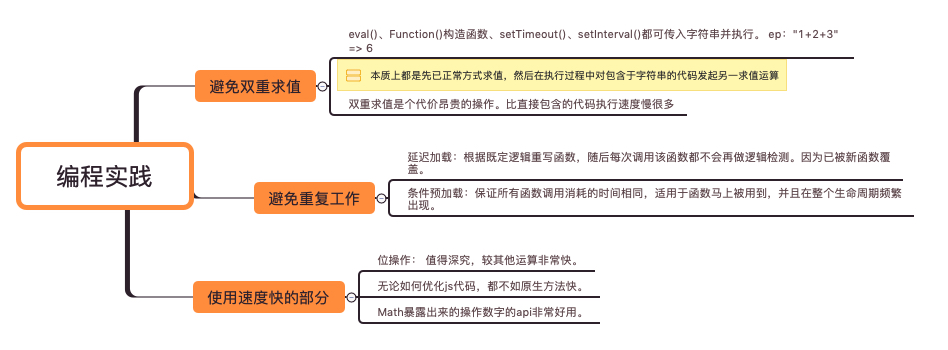 编程实践
避免双重求值
eval()、Function()构造函数、setTimeout()、setInterval()都可传入字符串并执行。 ep："1+2+3"
=> 6
本质上都是先已正常方式求值，然后在执行过程中对包含于字符串的代码发起另一求值运算
双重求值是个代价昂贵的操作。比直接包含的代码执行速度慢很多
避免重复工作
延迟加载：根据既定逻辑重写函数，随后每次调用该函数都不会再做逻辑检测。因为已被新函数覆
盖。
条件预加载：保证所有函数调用消耗的时间相同，适用于函数马上被用到，并且在整个生命周期频繁
出现。
使用速度快的部分
位操作： 值得深究，较其他运算非常快。
无论如何优化js代码，都不如原生方法快。
Math暴露出来的操作数字的api非常好用。